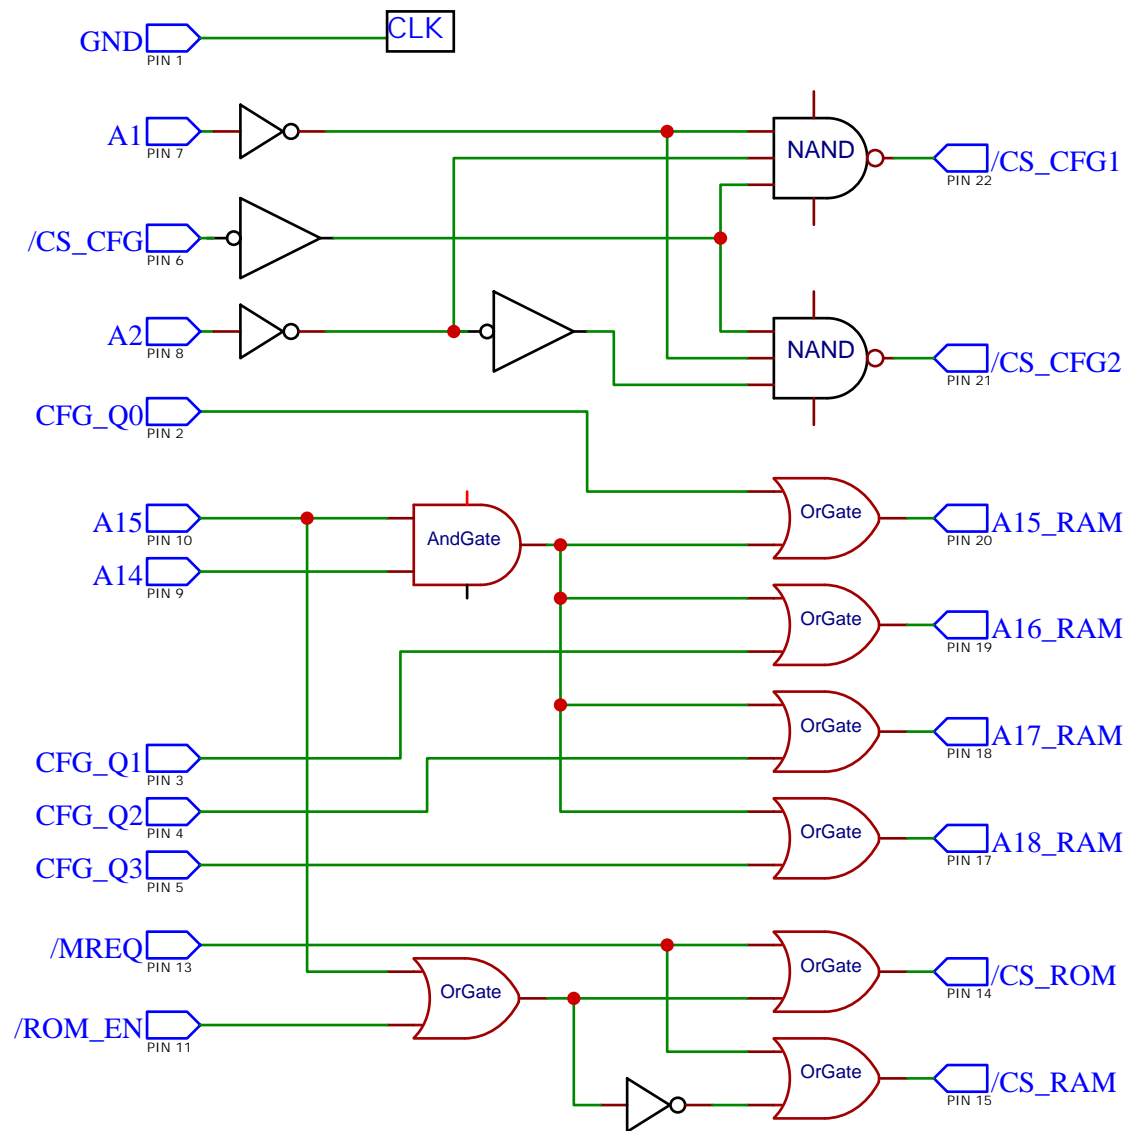 GND
PIN 1
CLK
A1
PIN 7
NAND
/CS_CFG1
PIN 22
/CS_CFG
PIN 6
A2
PIN 8
NAND
/CS_CFG2
PIN 21
CFG_Q0
PIN 2
A15
PIN 10
AndGate
OrGate
A15_RAM
PIN 20
A14
PIN 9
OrGate
A16_RAM
PIN 19
OrGate
A17_RAM
PIN 18
CFG_Q1
PIN 3
CFG_Q2
PIN 4
OrGate
A18_RAM
PIN 17
CFG_Q3
PIN 5
/MREQ
PIN 13
OrGate
OrGate
/CS_ROM
PIN 14
/ROM_EN
PIN 11
OrGate
/CS_RAM
PIN 15